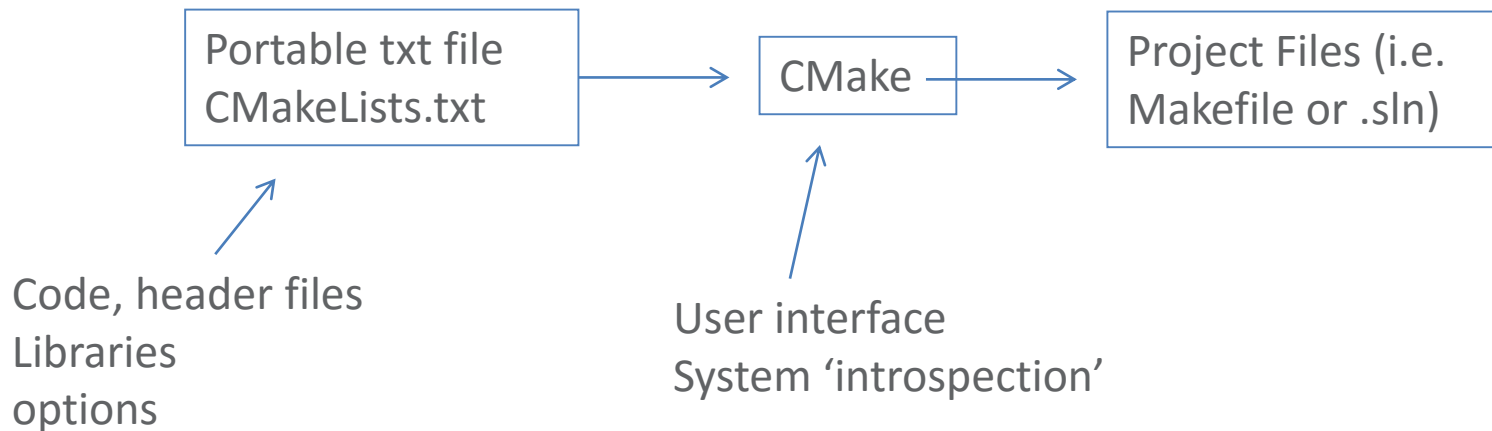 Portable txt file
CMakeLists.txt
CMake
Project Files (i.e.
Makefile or .sln)
Code, header files
Libraries
options
User interface
System ‘introspection’